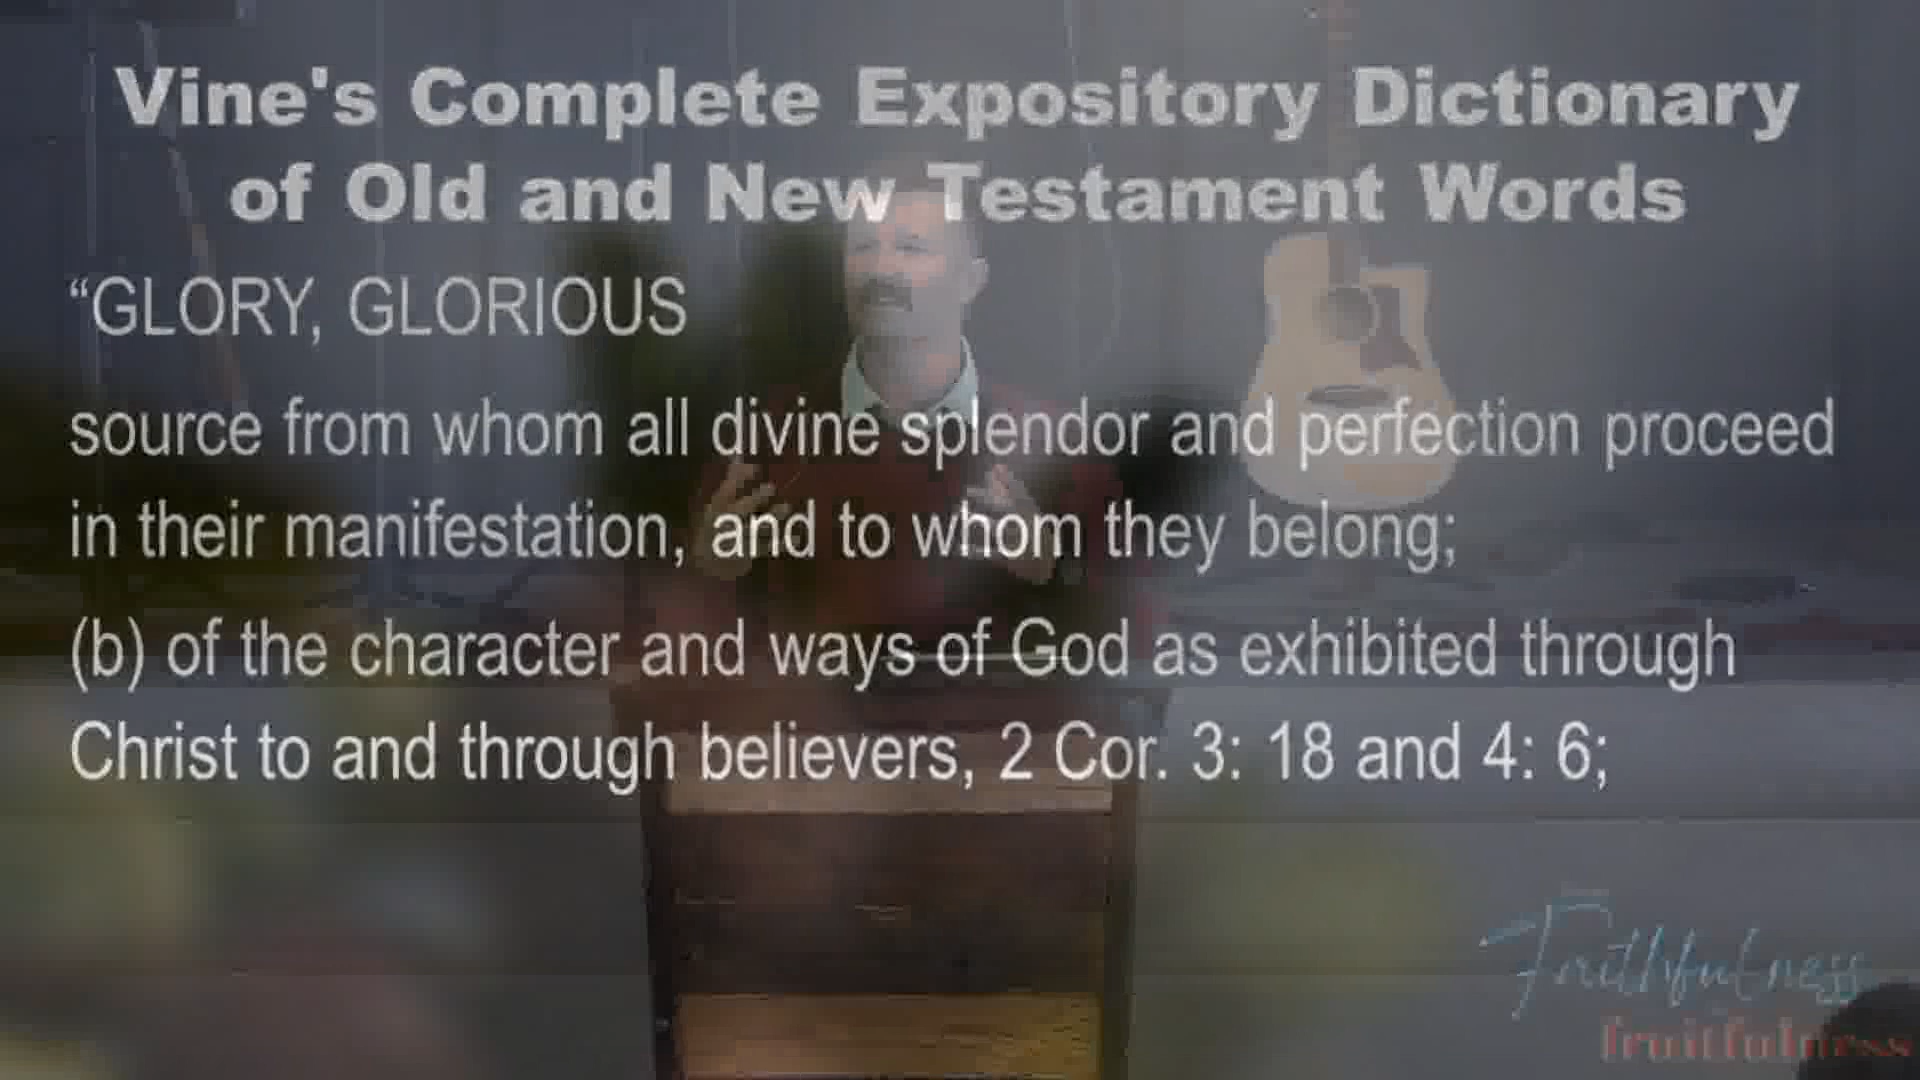 Vine's Complete Expository Dictionary
of Old and New Testament Words
“GLORY, GLORIOUS
source from whom all divine splendor and perfection proceed
in their manifestation, and to whom they belong;
(b) of the character and ways of God as exhibited through
Christ to and through believers, 2 Cor. 3: 18 and 4: 6;
Faithfulness
fruitfulness